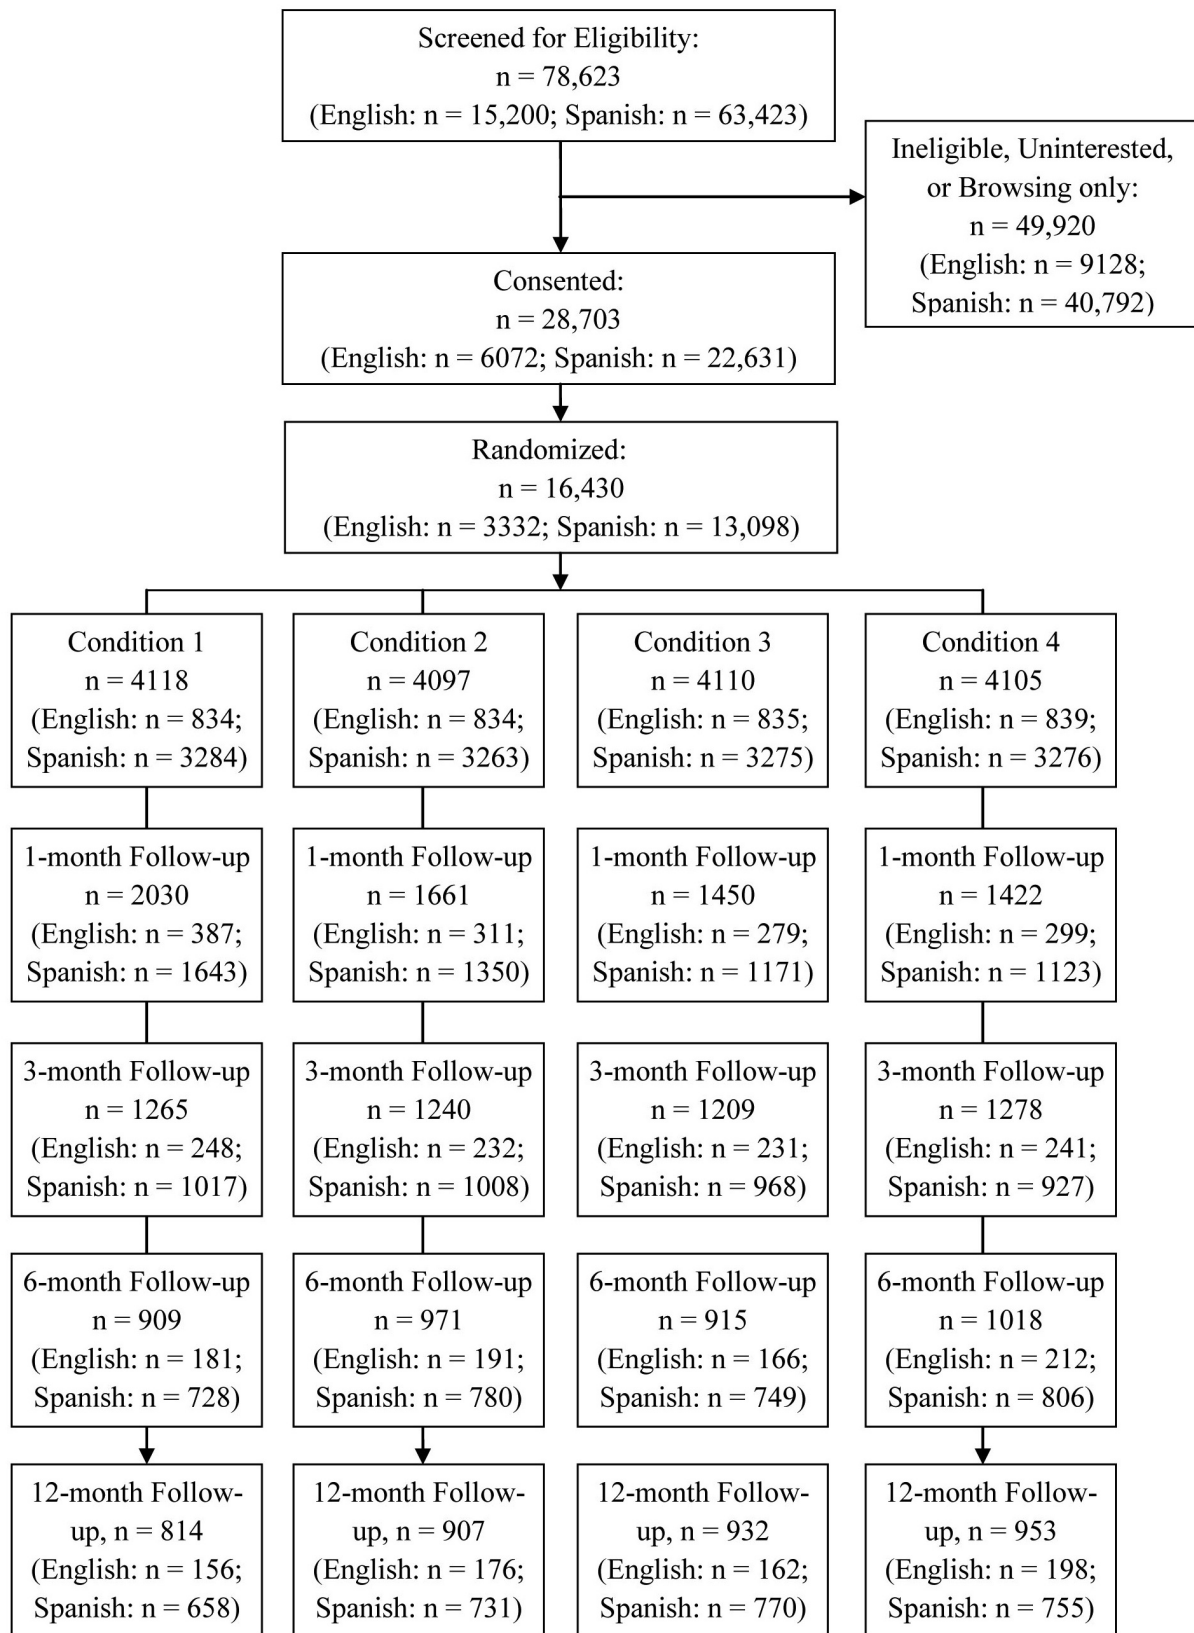 Screened for Eligibility:
n = 78,623
(English: n = 15,200; Spanish: n = 63,423)
Ineligible, Uninterested,
or Browsing only:
n = 49,920
(English: n = 9128;
Spanish: n = 40,792)
Consented:
n = 28,703
(English: n = 6072; Spanish: n = 22,631)
Randomized:
n = 16,430
(English: n = 3332; Spanish: n = 13,098)
Condition 1
n = 4118
(English: n = 834;
Spanish: n = 3284)
Condition 2
n = 4097
(English: n = 834;
Spanish: n = 3263)
Condition 3
n = 4110
(English: n = 835;
Spanish: n = 3275)
Condition 4
n = 4105
(English: n = 839;
Spanish: n = 3276)
1-month Follow-up
n = 2030
(English: n = 387;
Spanish: n = 1643)
1-month Follow-up
n = 1661
(English: n = 311;
Spanish: n = 1350)
1-month Follow-up
n = 1450
(English: n = 279;
Spanish: n = 1171)
1-month Follow-up
n = 1422
(English: n = 299;
Spanish: n = 1123)
3-month Follow-up
n = 1265
(English: n = 248;
Spanish: n = 1017)
3-month Follow-up
n = 1240
(English: n = 232;
Spanish: n = 1008)
3-month Follow-up
n = 1209
(English: n = 231;
Spanish: n = 968)
3-month Follow-up
n = 1278
(English: n = 241;
Spanish: n = 927)
6-month Follow-up
n = 909
(English: n = 181;
Spanish: n = 728)
6-month Follow-up
n = 971
(English: n = 191;
Spanish: n = 780)
6-month Follow-up
n = 915
(English: n = 166;
Spanish: n = 749)
6-month Follow-up
n = 1018
(English: n = 212;
Spanish: n = 806)
12-month Follow-
up, n = 814
(English: n = 156;
Spanish: n = 658)
12-month Follow-
up, n = 907
(English: n = 176;
Spanish: n = 731)
12-month Follow-
up, n = 932
(English: n = 162;
Spanish: n = 770)
12-month Follow-
up, n = 953
(English: n = 198;
Spanish: n = 755)